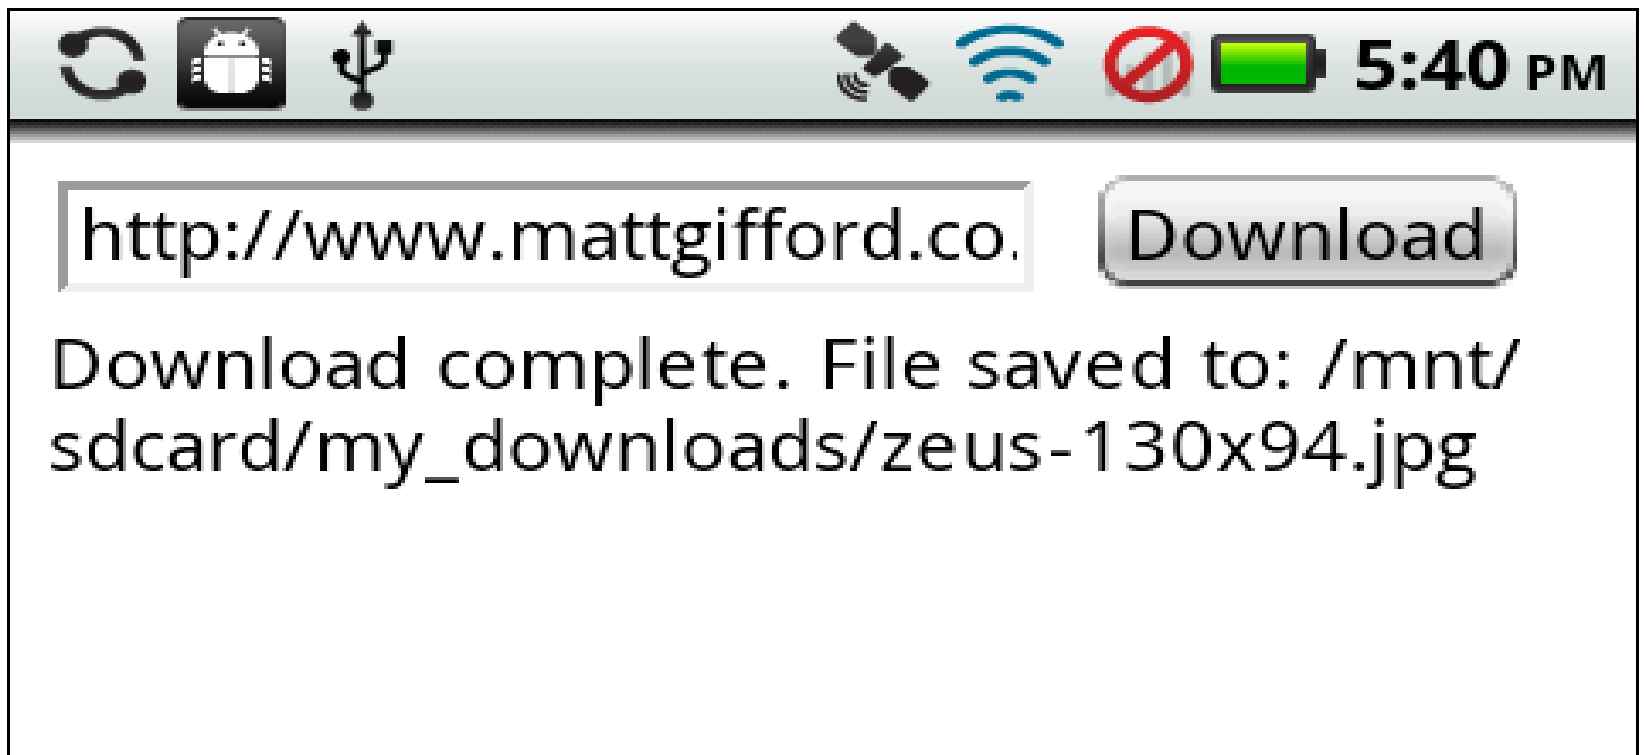 5:40 PM
http://www.mattgifford.co.
Download
Download complete. File saved to: /mnt/
sdcard/my_downloads/zeus-130x94.jpg